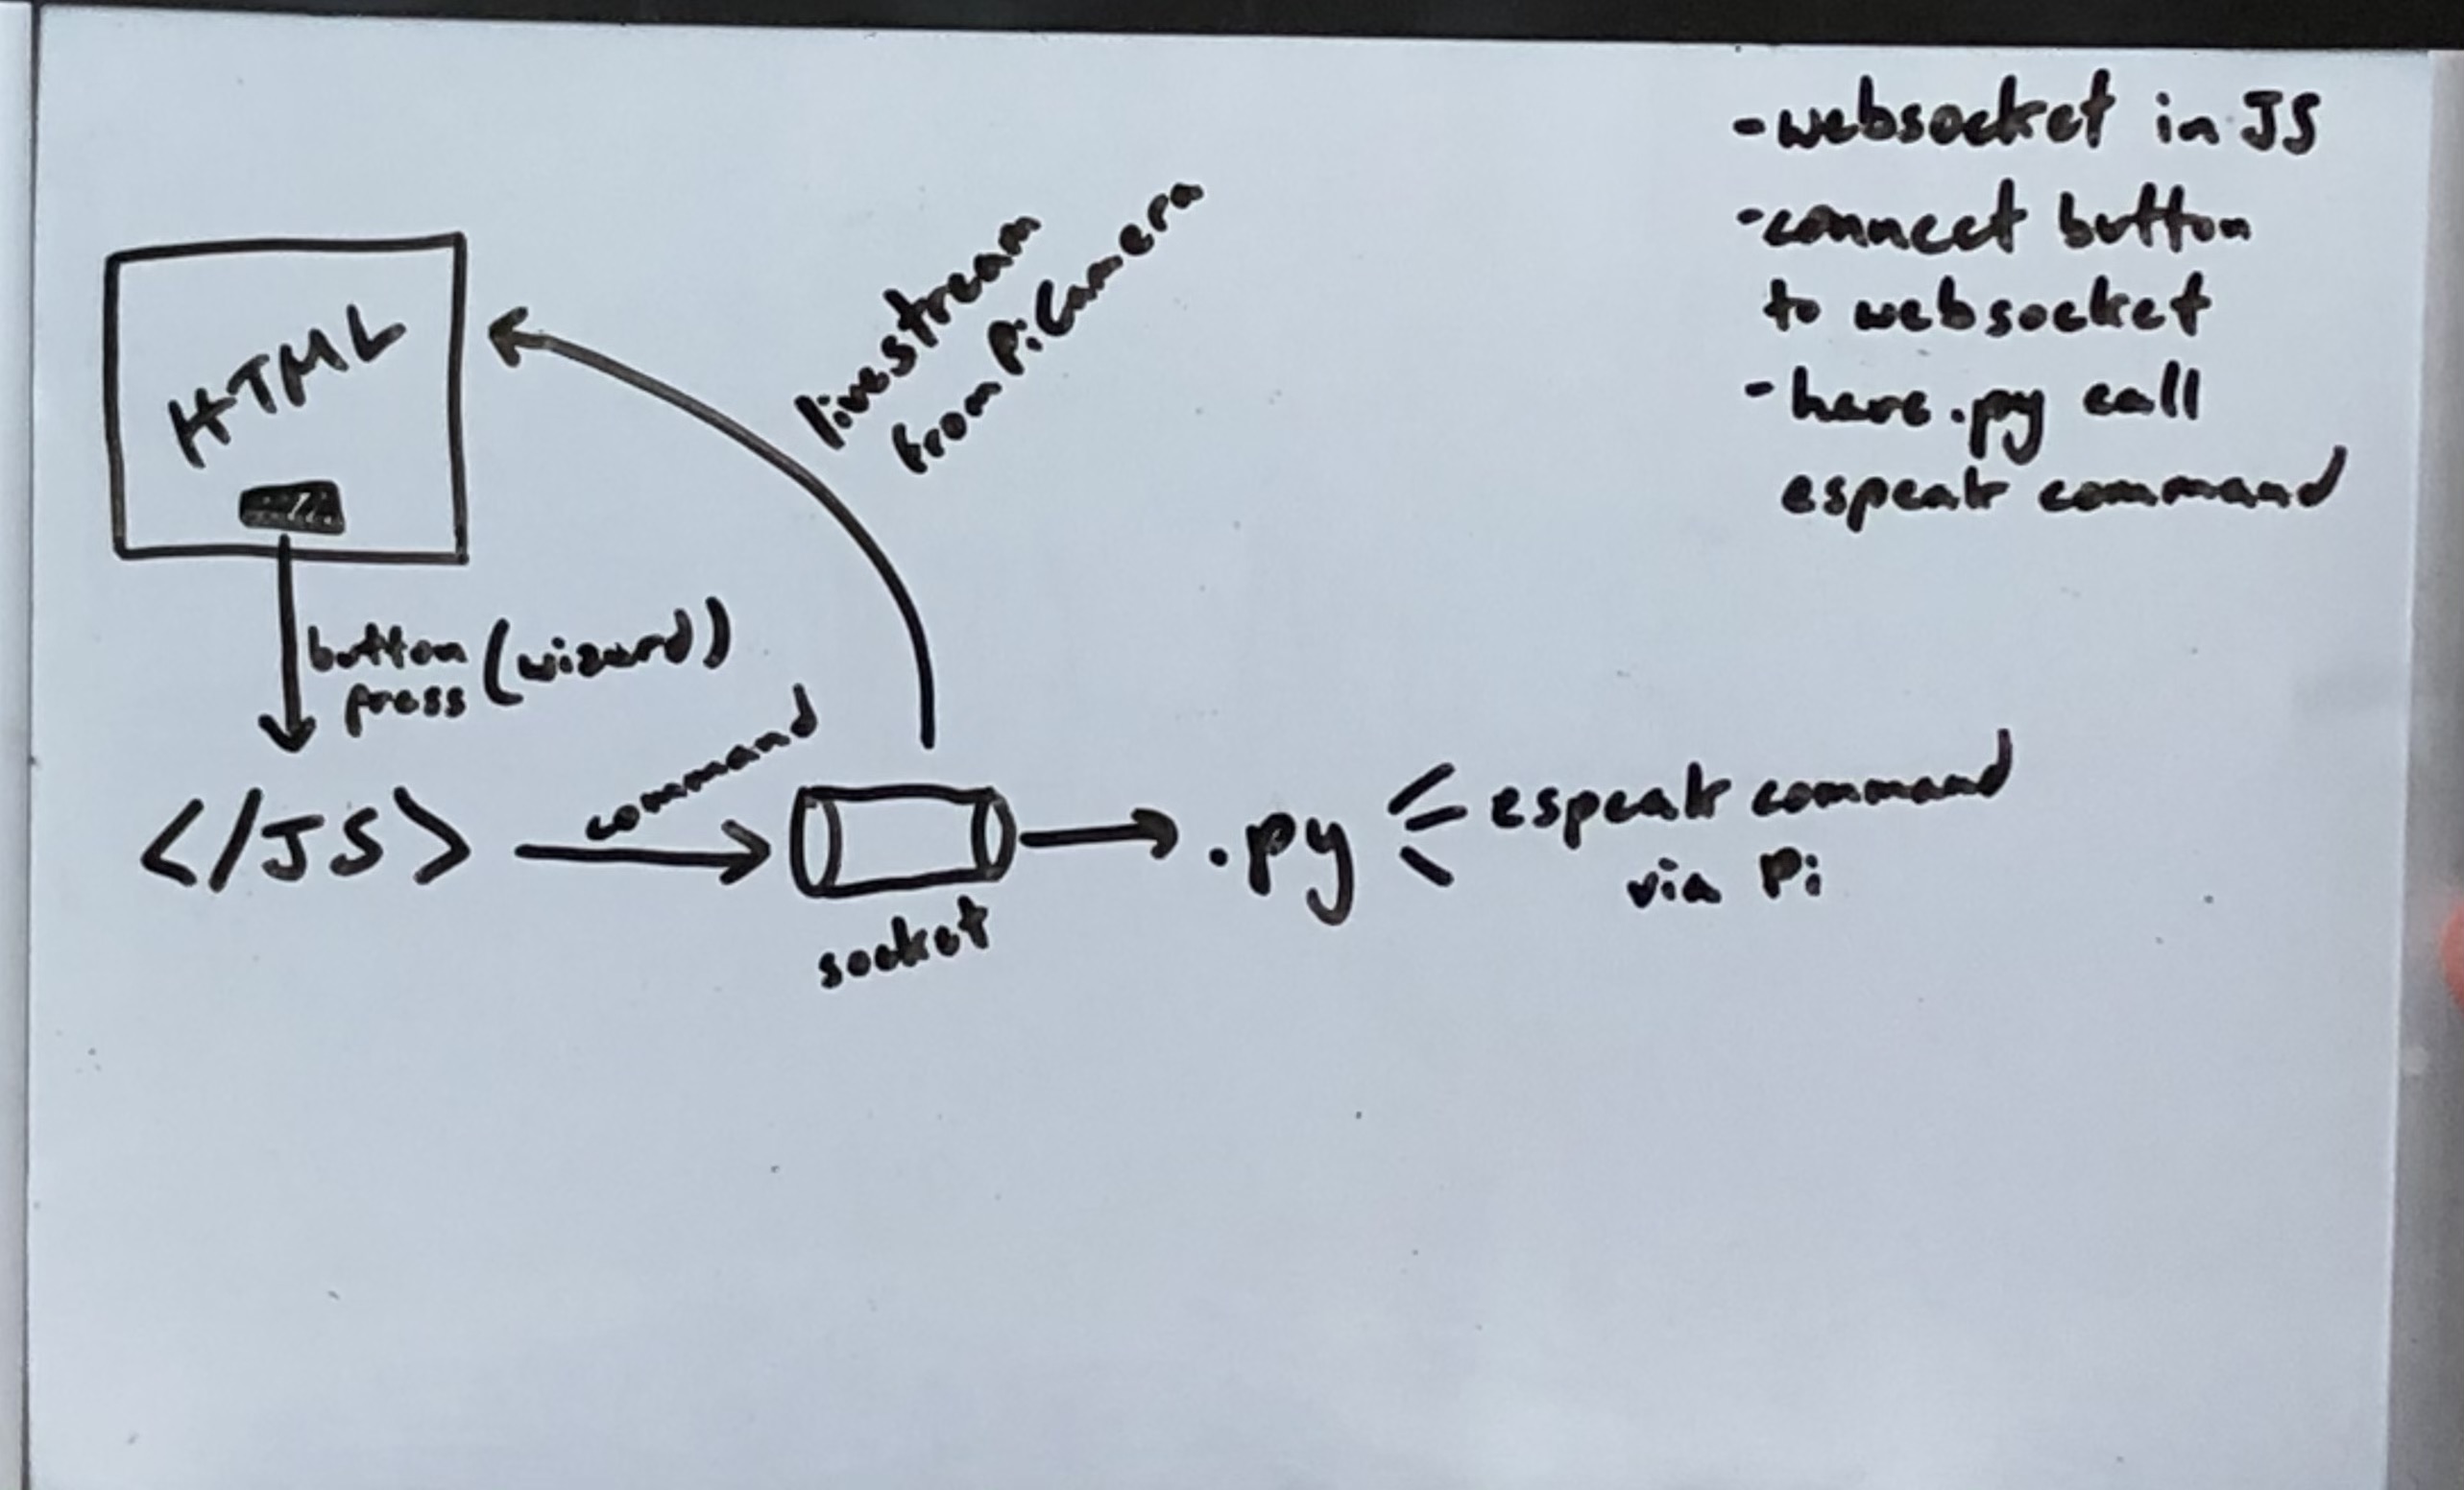 -websocket in JS
-connect button
to websocket
-have .py call
espeak command
HTML
livestream
from PiCamera
button (wizard)
press
command
</JS>
socket
.py
espeak command
via Pi